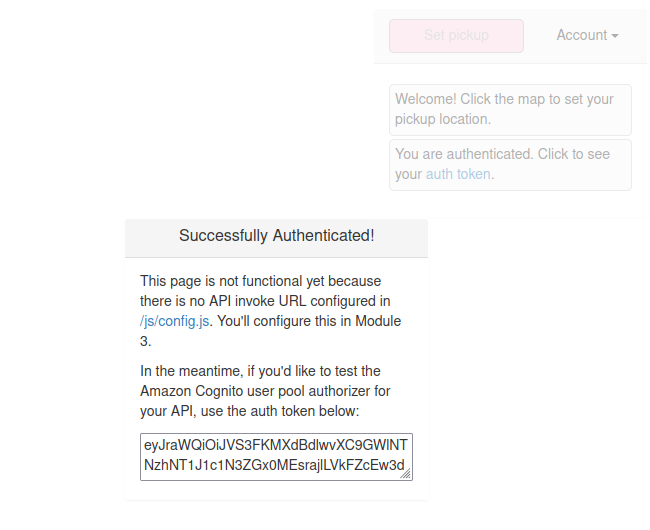 Set pickup
Account
Welcome! Click the map to set your
pickup location.
You are authenticated. Click to see
your auth token.
Successfully Authenticated!
This page is not functional yet because
there is no API invoke URL configured in
/js/config.js. You'll configure this in Module
3.
In the meantime, if you'd like to test the
Amazon Cognito user pool authorizer for
your API, use the auth token below:
eyJraWQiOiJVS3FKMXdBdlwvXC9GWlNT
NzhNT1J1c1N3ZGx0MEsrajlLVkFZcEw3d